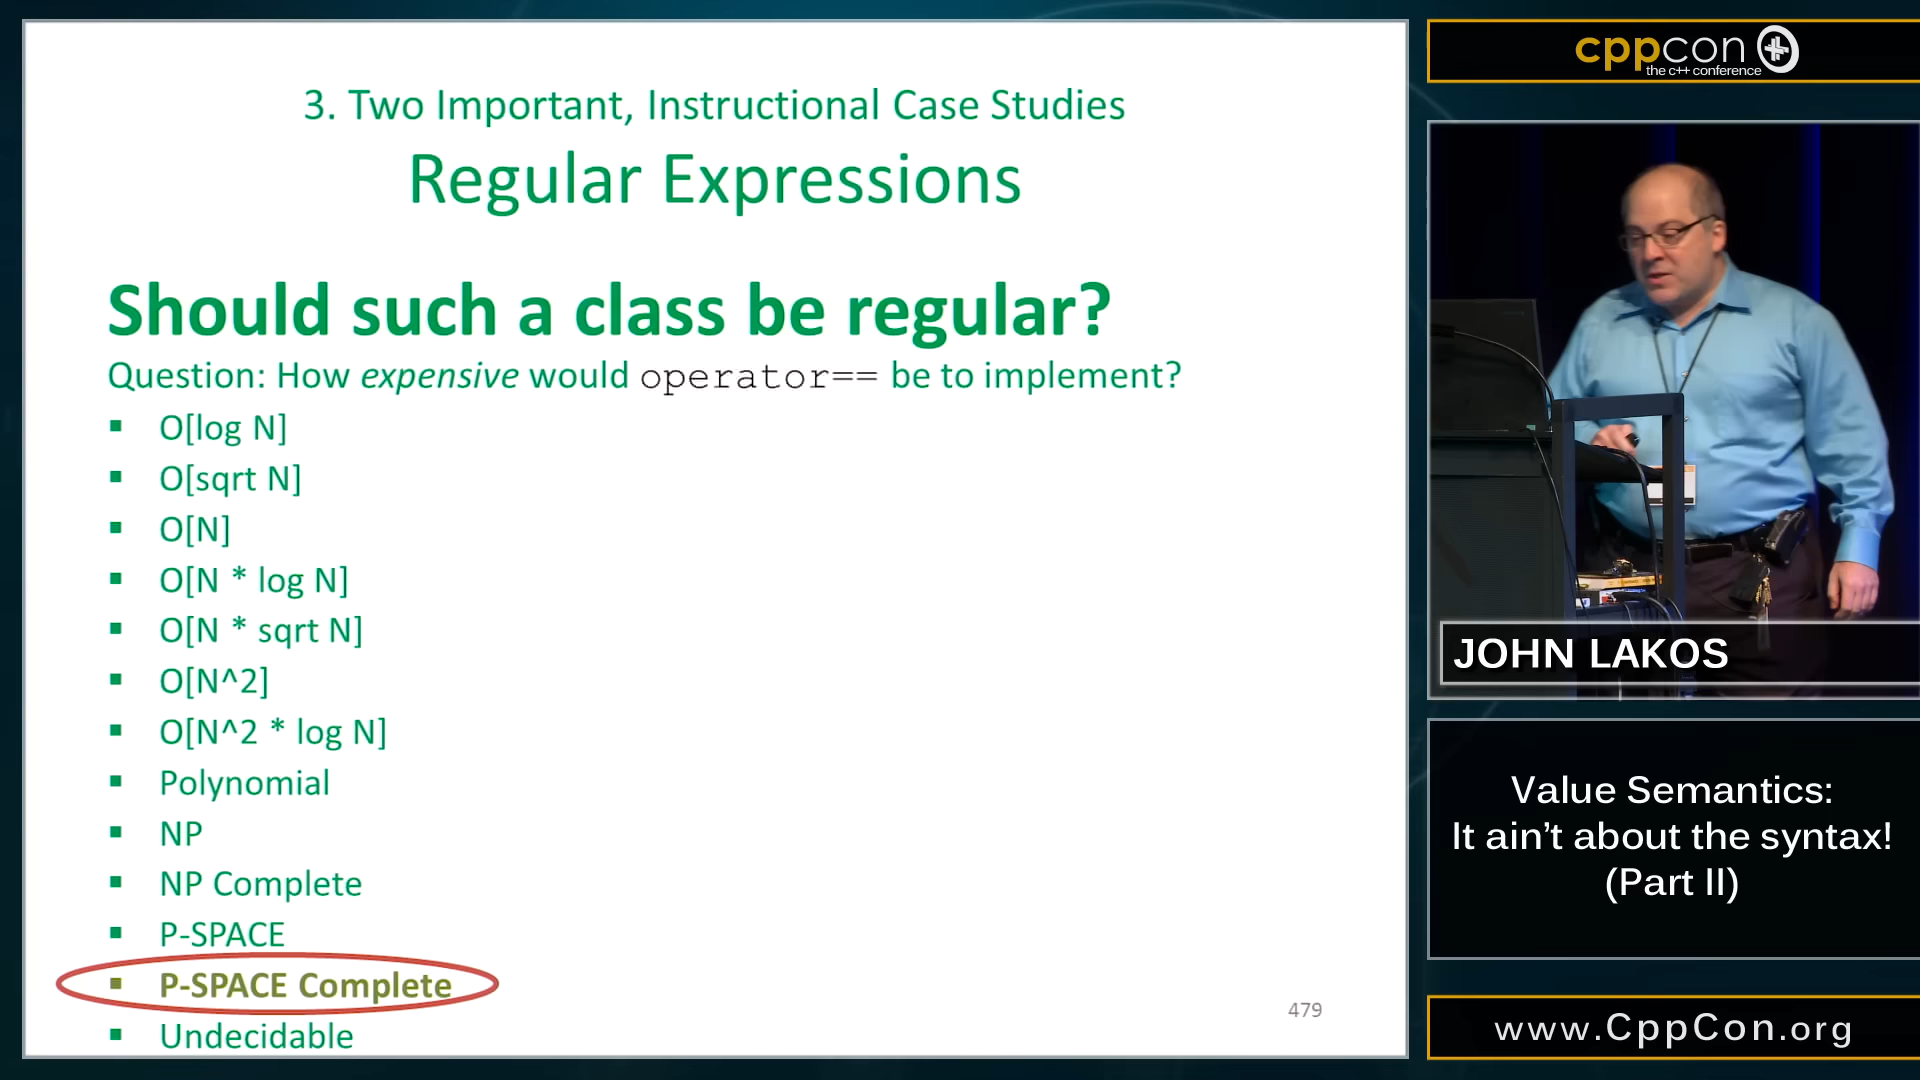 3. Two Important, Instructional Case Studies
Regular Expressions
Should such a class be regular?
Question: How expensive would operator== be to implement?
▪ O[log N]
▪ O[sqrt N]
▪ O[N]
▪ O[N * log N]
▪ O[N * sqrt N]
▪ O[N^2]
▪ O[N^2 * log N]
▪ Polynomial
▪ NP
▪ NP Complete
▪ P-SPACE
▪ P-SPACE Complete
▪ Undecidable
479
cppcon
the c++ conference
JOHN LAKOS
Value Semantics:
It ain’t about the syntax!
(Part II)
www.CppCon.org